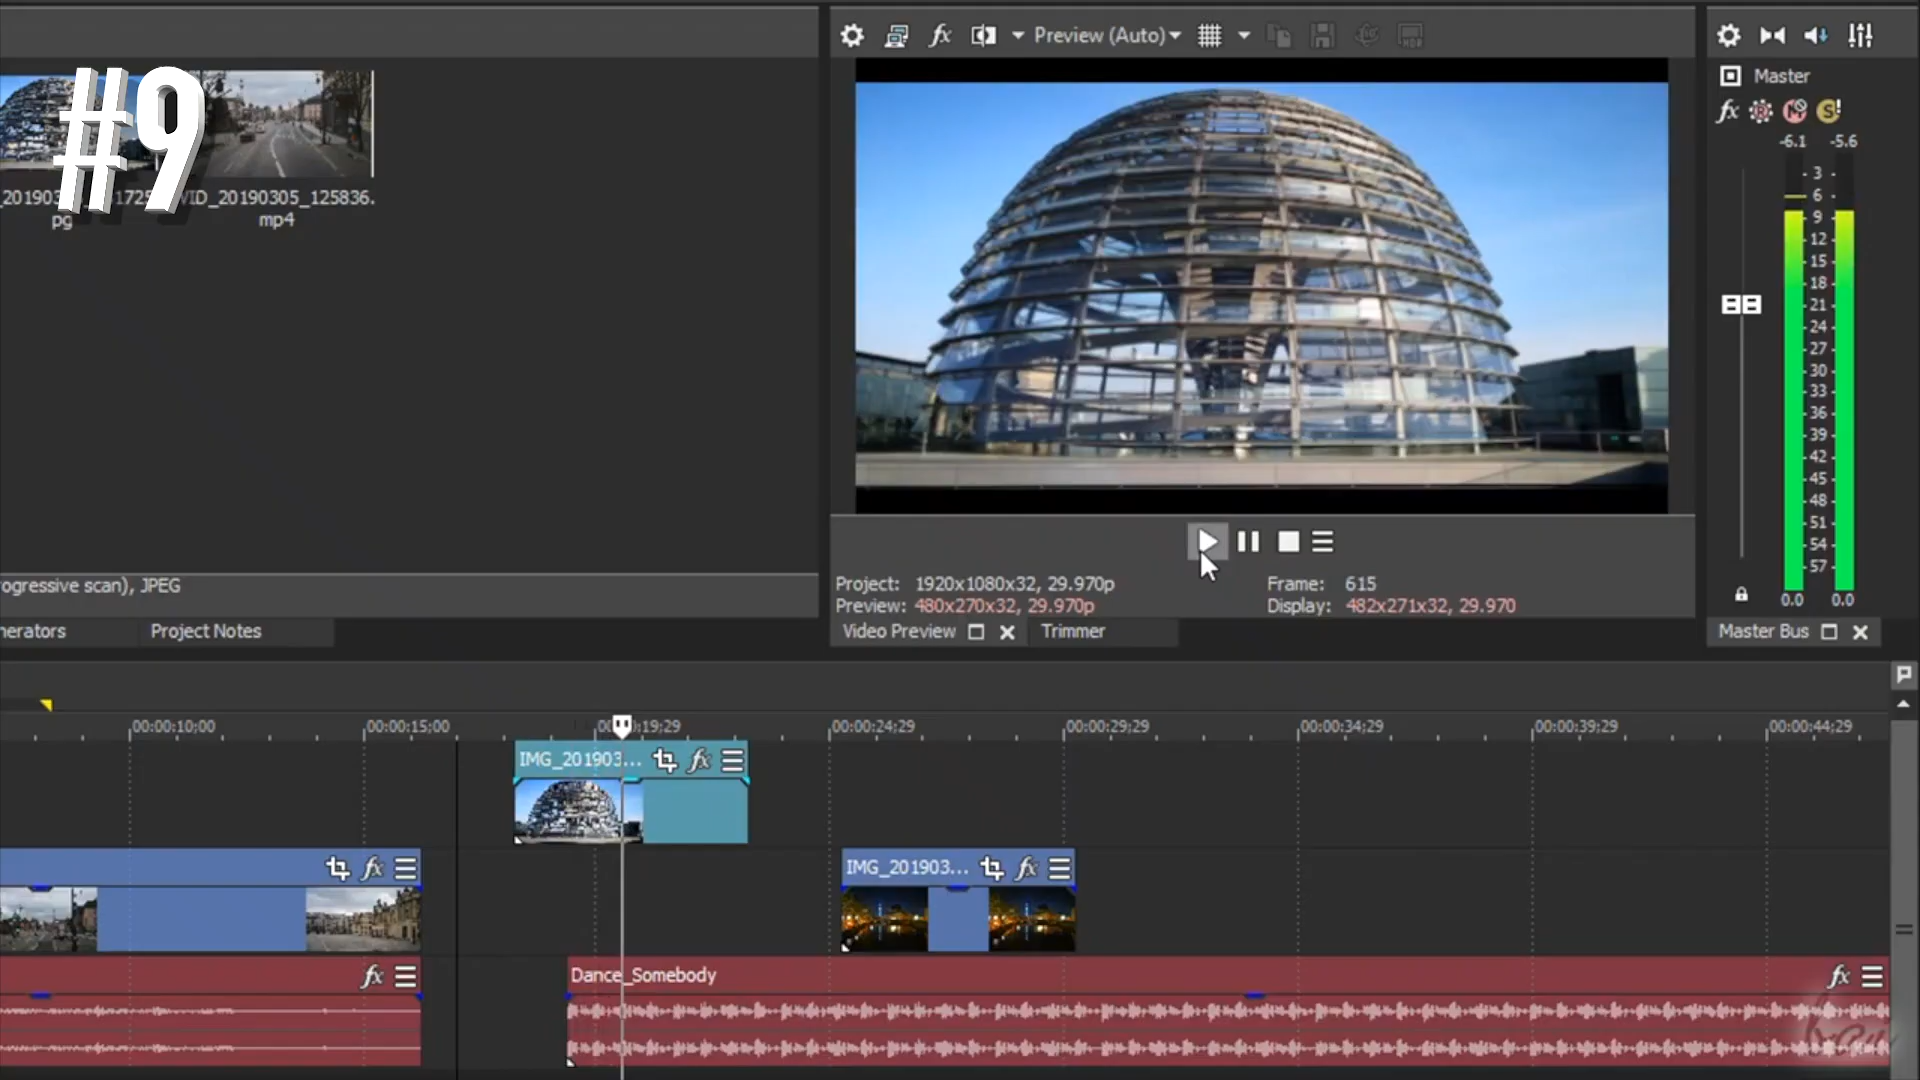 Preview (Auto)
Master
#9
-6.1 -5.6
3
6
9
12
15
18
21
24
27
30
33
36
39
42
45
48
51
54
57
0.0 0.0
VID_20190305_125836.
mp4
pg
ogressive scan), JPEG
Project: 1920x1080x32, 29.970p
Frame: 615
Preview: 480x270x32, 29.970p
Display: 482x271x32, 29.970
nerators
Project Notes
Video Preview
Trimmer
Master Bus
00:00:10;00
00:00:15;00
19;29
00:00:24;29
00:00:29;29
00:00:34;29
00:00:39;29
00:00:44;29
IMG_201903...
IMG_201903...
Dance_Somebody